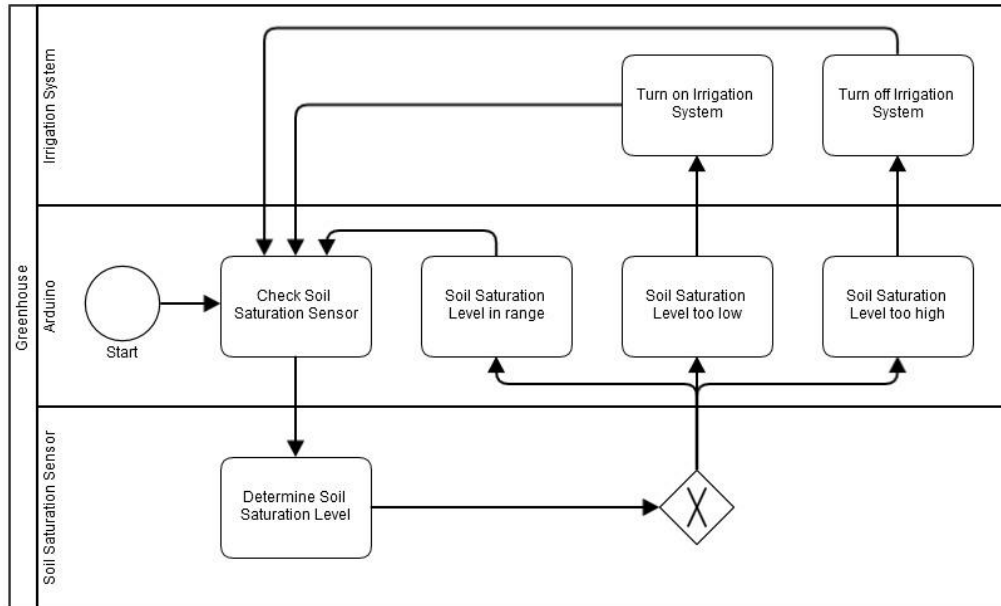 Greenhouse
Irrigation System
Turn on Irrigation
System
Turn off Irrigation
System
Arduino
Start
Check Soil
Saturation Sensor
Soil Saturation
Level in range
Soil Saturation
Level too low
Soil Saturation
Level too high
Soil Saturation Sensor
Determine Soil
Saturation Level
X